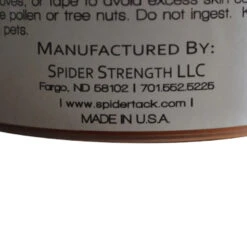 or tape to avoid excess skin
pollen or tree nuts. Do not ingest.
pets.
MANUFACTURED BY:
SPIDER STRENGTH LLC
Fargo, ND 58102 | 701.552.5225
| www.spidertack.com |
MADE IN U.S.A.